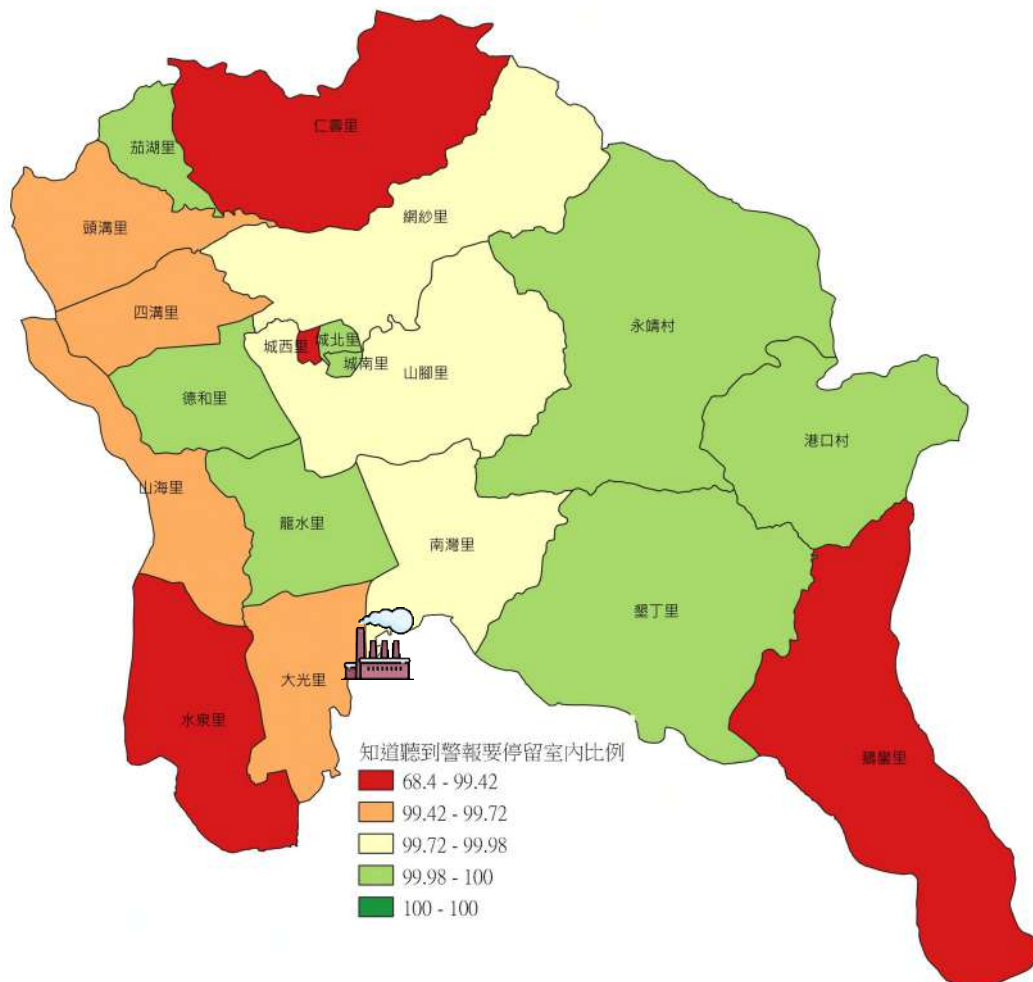 仁壽里
茄湖里
網紗里
頭溝里
四溝里
永靖村
城西里
城北里
城南里
山腳里
德和里
港口村
山海里
龍水里
南灣里
墾丁里
大光里
水泉里
鵝鑾里
知道聽到警報要停留室內比例
68.4 - 99.42
99.42 - 99.72
99.72 - 99.98
99.98 - 100
100 - 100